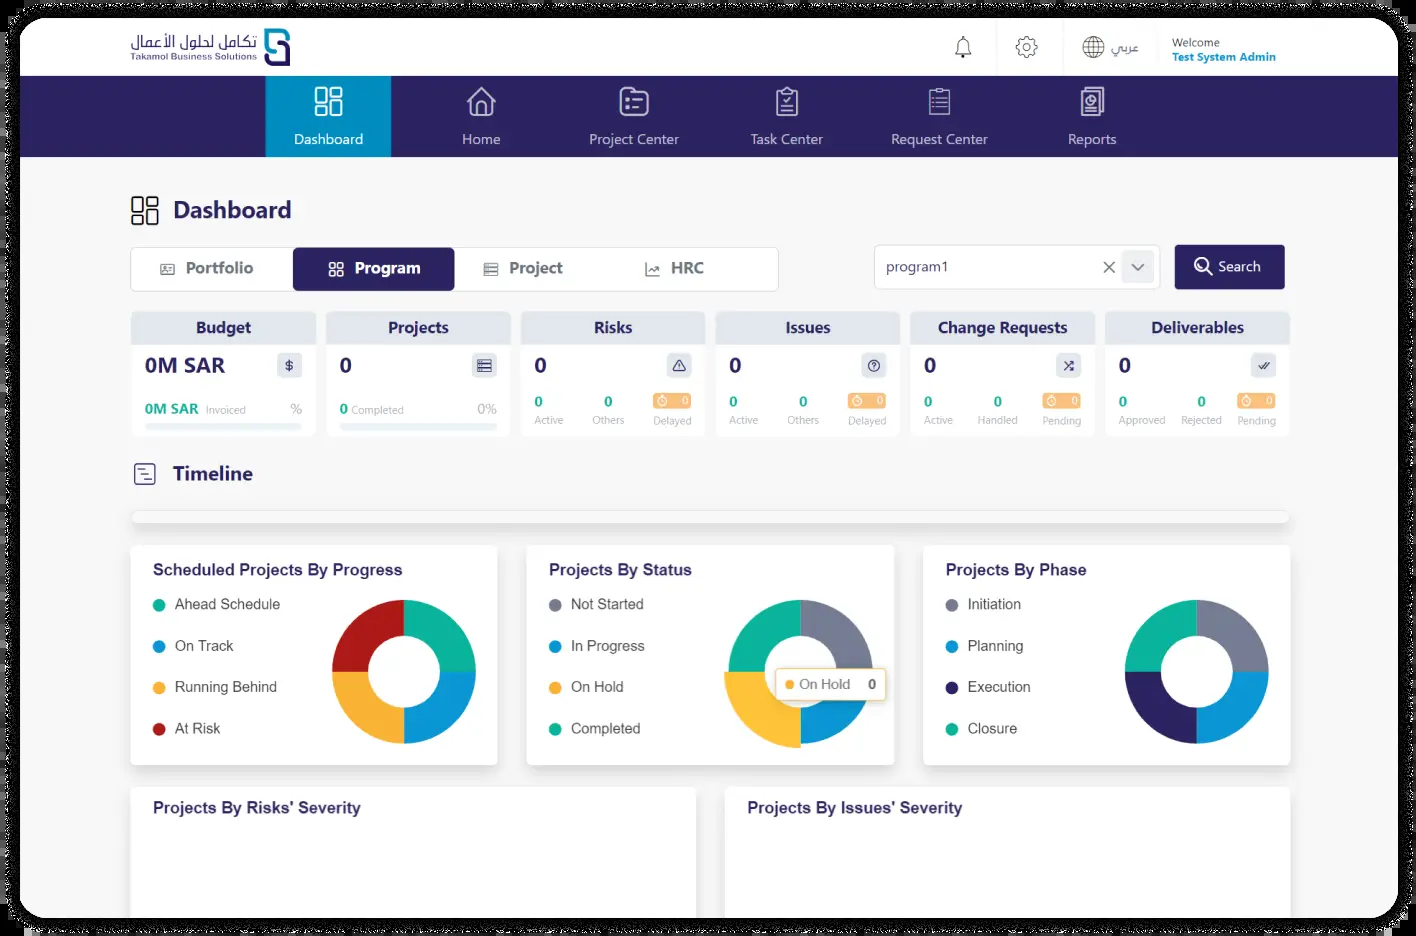 تكامل لحلول الأعمال
Takamol Business Solutions
عربي
Welcome
Test System Admin
Dashboard
Home
Project Center
Task Center
Request Center
Reports
Dashboard
Portfolio
Program
Project
HRC
program1
Search
Budget
0M SAR
$
0M SAR Invoiced %
Projects
0
0 Completed 0%
Risks
0
0 0 0
Active Others Delayed
Issues
0
0 0 0
Active Others Delayed
Change Requests
0
0 0 0
Active Handled Pending
Deliverables
0
0 0 0
Approved Rejected Pending
Timeline
Scheduled Projects By Progress
Ahead Schedule
On Track
Running Behind
At Risk
Projects By Status
Not Started
In Progress
On Hold
Completed
On Hold 0
Projects By Phase
Initiation
Planning
Execution
Closure
Projects By Risks' Severity
Projects By Issues' Severity